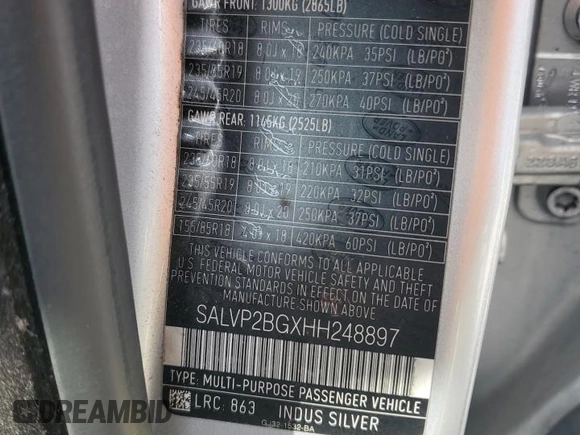 GAWR FRONT: 1300KG (2865LB)
TIRES RIMS PRESSURE (COLD SINGLE)
235/60R18 8.0J x 18 240KPA 35PSI (LB/PO²)
235/55R19 8.0J x 19 250KPA 37PSI (LB/PO²)
245/45R20 8.0J x 20 270KPA 40PSI (LB/PO²)
GAWR REAR: 1145KG (2525LB)
TIRES RIMS PRESSURE (COLD SINGLE)
235/60R18 8.0J x 18 210KPA 31PSI (LB/PO²)
235/55R19 8.0J x 19 220KPA 32PSI (LB/PO²)
245/45R20 8.0J x 20 250KPA 37PSI (LB/PO²)
155/85R18 x 18 420KPA 60PSI (LB/PO²)
THIS VEHICLE CONFORMS TO ALL APPLICABLE
U.S. FEDERAL MOTOR VEHICLE SAFETY AND THEFT
PREVENTION STANDARDS IN EFFECT ON THE DATE OF
MANUFACTURE SHOWN ABOVE
SALVP2BGXHH248897
TYPE: MULTI-PURPOSE PASSENGER VEHICLE
LRC: 863 INDUS SILVER
GJ32-1532-BA
DREAMBID